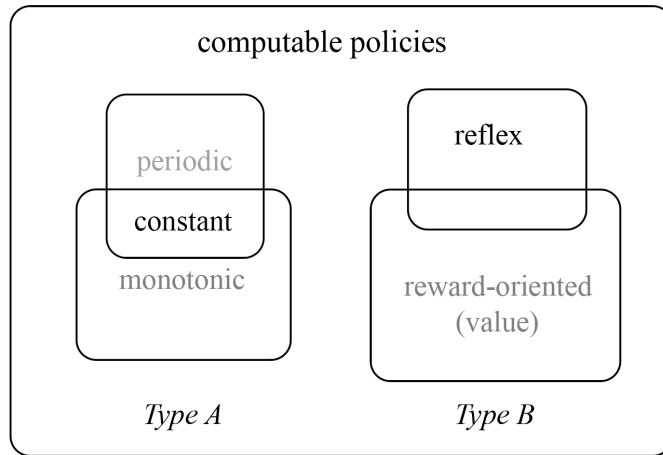 computable policies
periodic
constant
monotonic
Type A
reflex
reward-oriented
(value)
Type B